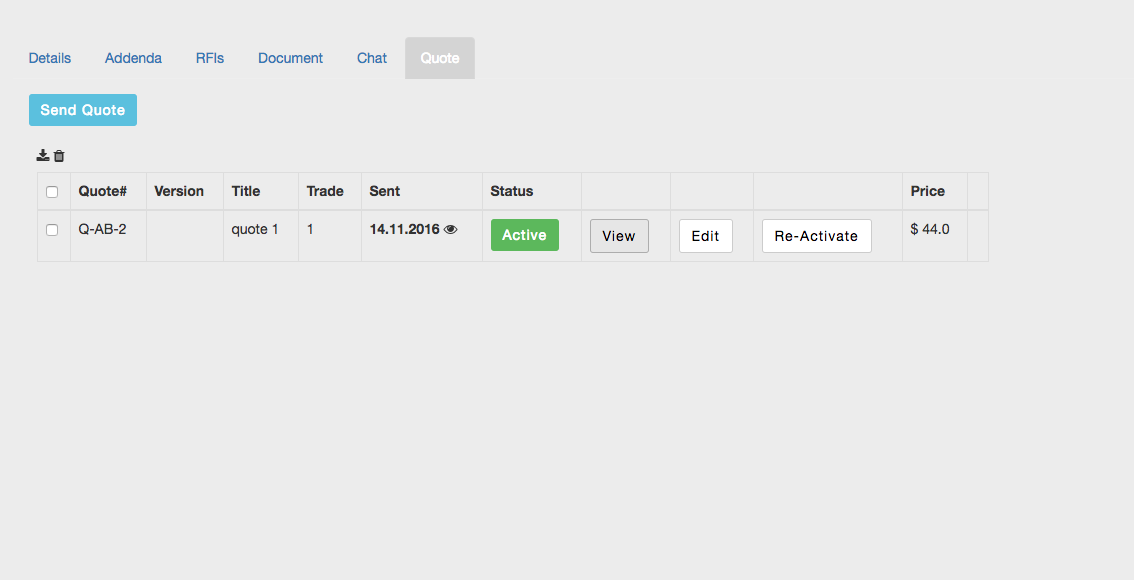 Details Addenda RFIs Document Chat Quote
Send Quote
Quote# Version Title Trade Sent Status Price
Q-AB-2 quote 1 1 14.11.2016 Active View Edit Re-Activate $ 44.0